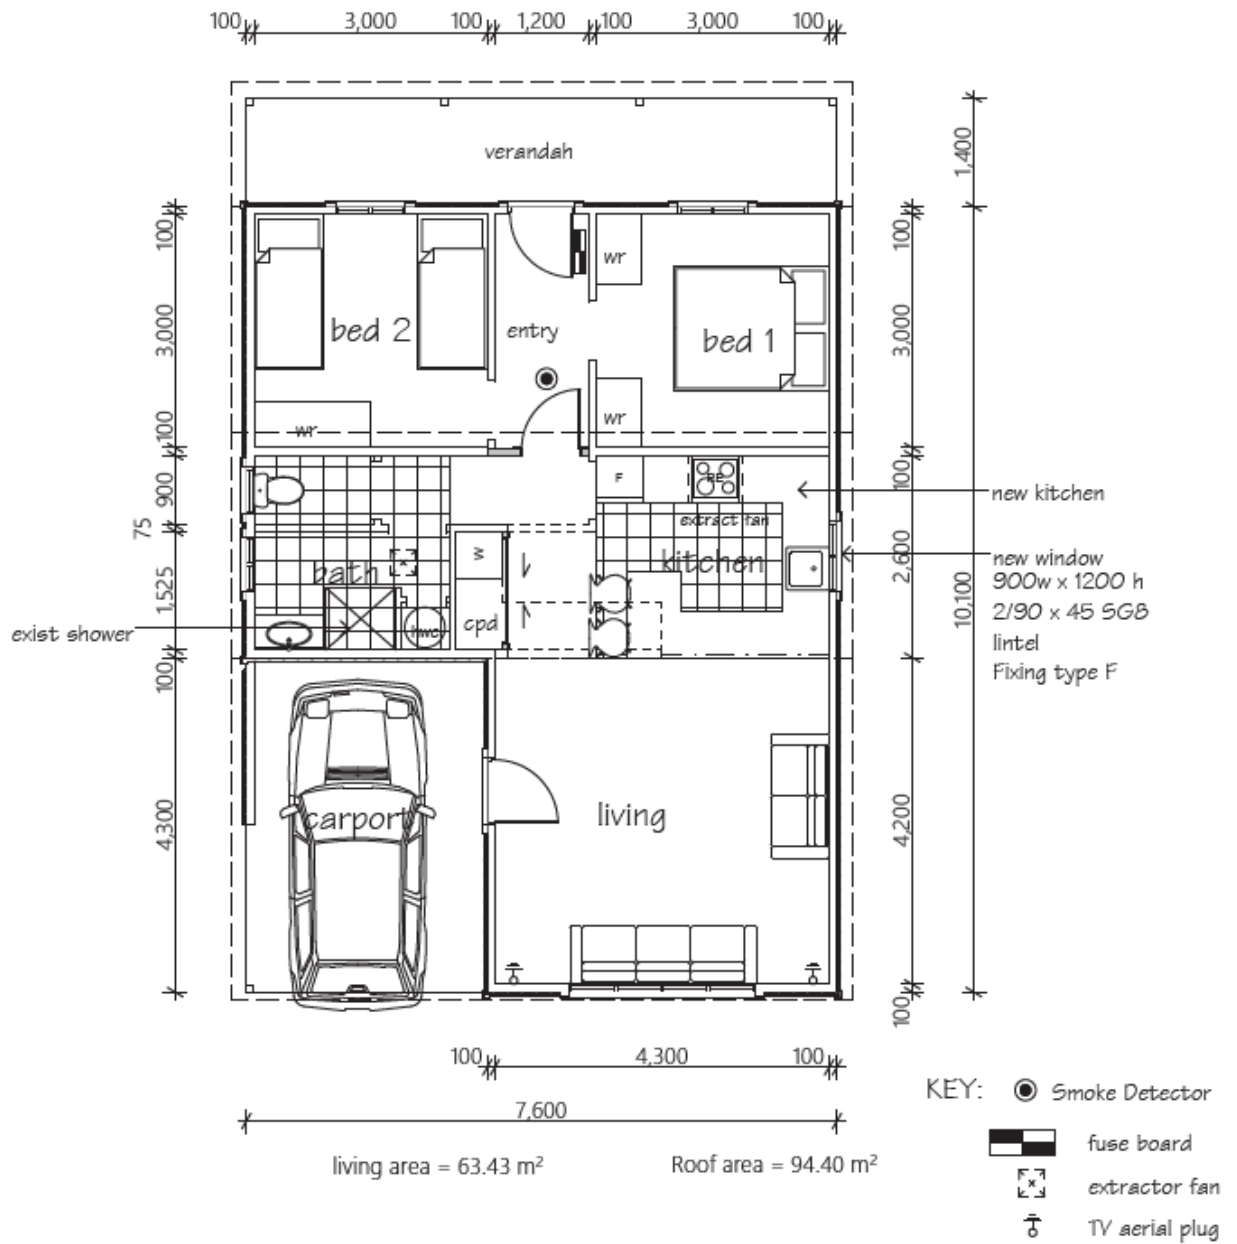 100 3,000 100 1,200 100 3,000 100
verandah
1,400
100
100
wr
bed 2
entry
bed 1
3,000
3,000
wr
wr
100
F
RE
100
900
new kitchen
75
extract fan
kitchen
W
bath
2,600
new window
900w x 1200 h
2/90 x 45 SG8
lintel
Fixing type F
1,525
10,100
exist shower
hwc
cpd
100
carport
living
4,300
4,200
100
100 4,300 100
7,600
living area = 63.43 m²
Roof area = 94.40 m²
KEY:
Smoke Detector
fuse board
extractor fan
TV aerial plug